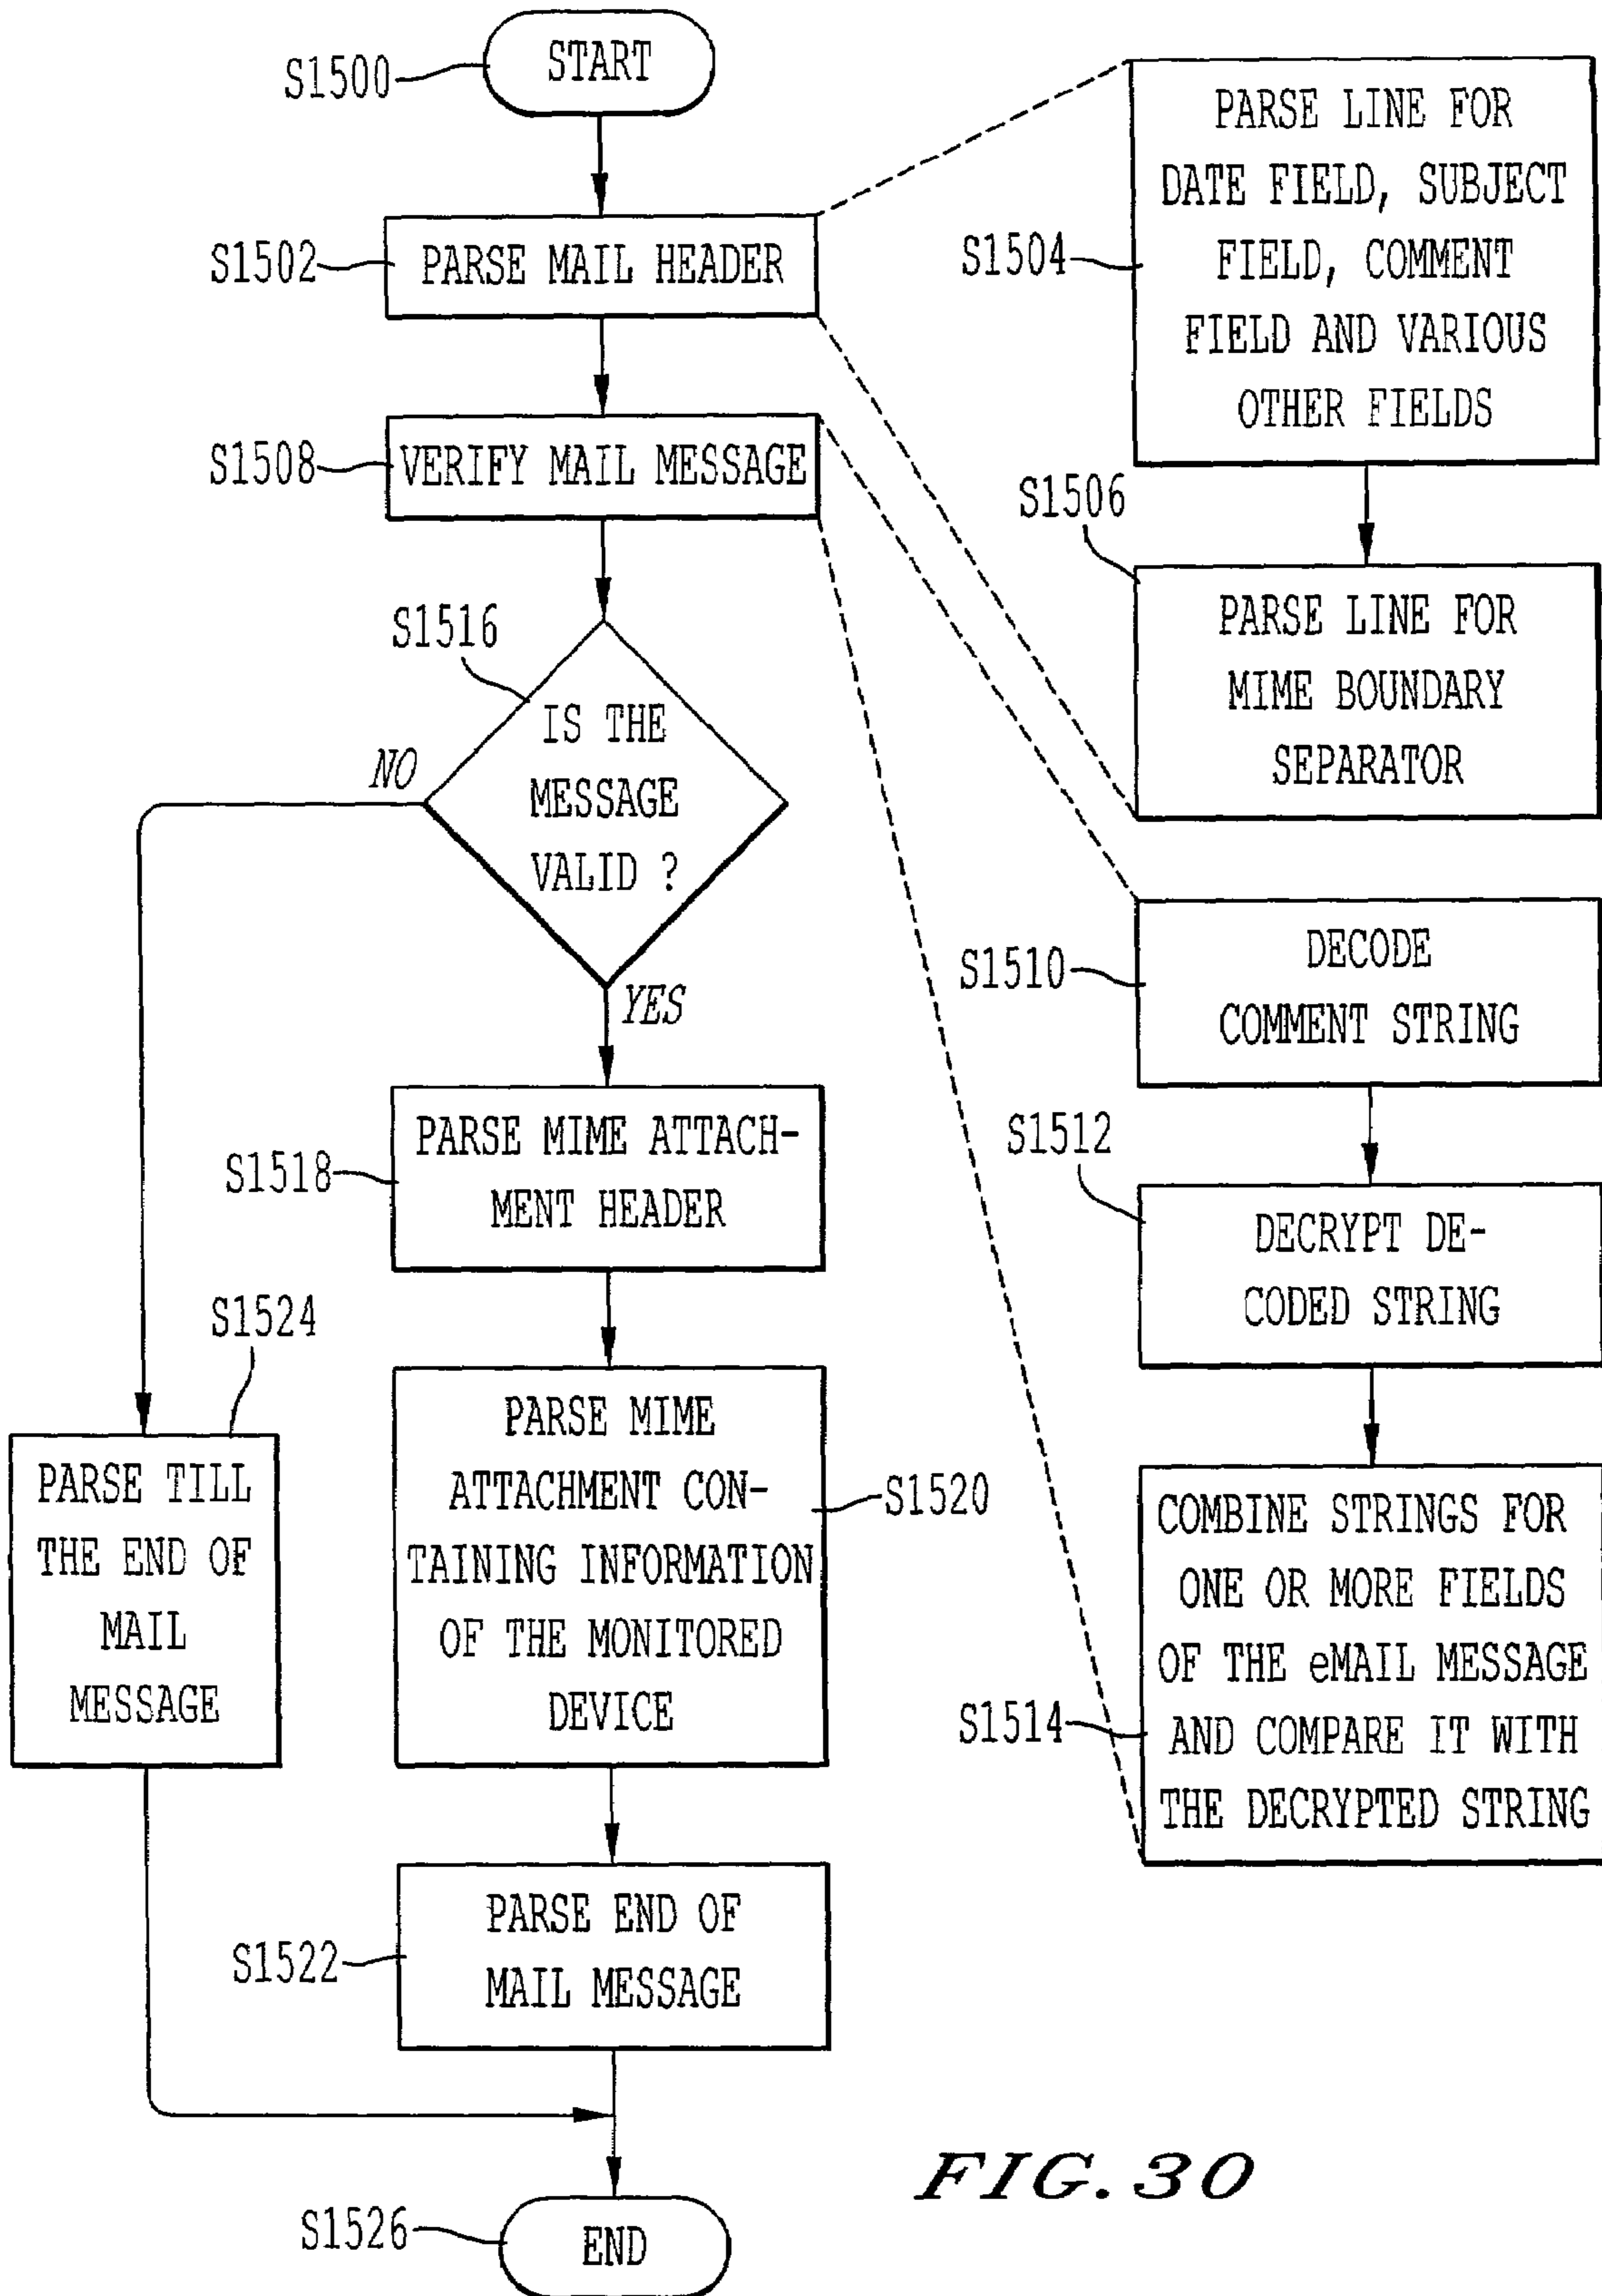 S1500
START
S1502
PARSE MAIL HEADER
S1504
PARSE LINE FOR
DATE FIELD, SUBJECT
FIELD, COMMENT
FIELD AND VARIOUS
OTHER FIELDS
S1506
PARSE LINE FOR
MIME BOUNDARY
SEPARATOR
S1508
VERIFY MAIL MESSAGE
S1510
DECODE
COMMENT STRING
S1512
DECRYPT DE-
CODED STRING
S1514
COMBINE STRINGS FOR
ONE OR MORE FIELDS
OF THE eMAIL MESSAGE
AND COMPARE IT WITH
THE DECRYPTED STRING
S1516
IS THE
MESSAGE
VALID ?
NO
YES
S1518
PARSE MIME ATTACH-
MENT HEADER
S1520
PARSE MIME
ATTACHMENT CON-
TAINING INFORMATION
OF THE MONITORED
DEVICE
S1522
PARSE END OF
MAIL MESSAGE
S1524
PARSE TILL
THE END OF
MAIL
MESSAGE
S1526
END
FIG. 30